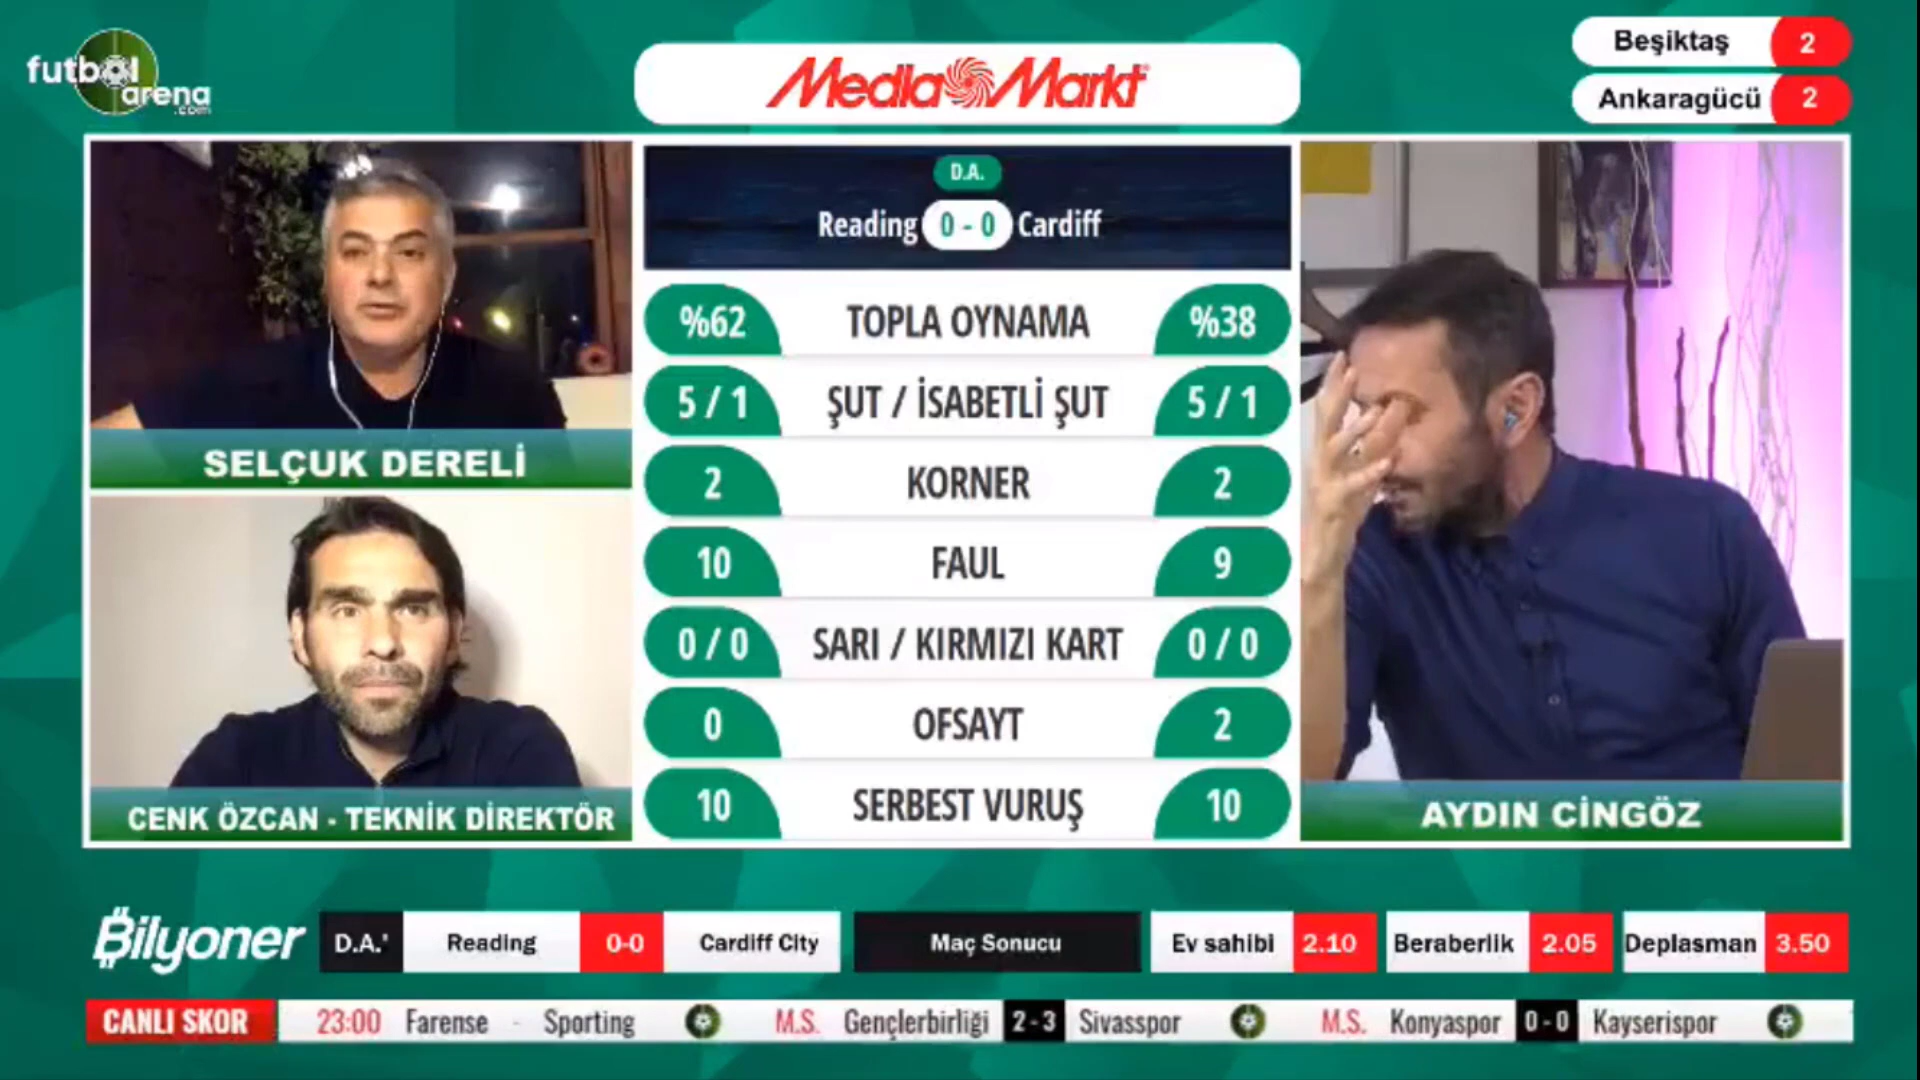 futbol
arena
.com
MediaMarkt
Beşiktaş 2
Ankaragücü 2
D.A.
Reading 0 - 0 Cardiff
%62 TOPLA OYNAMA %38
5 / 1 ŞUT / İSABETLİ ŞUT 5 / 1
2 KORNER 2
10 FAUL 9
0 / 0 SARI / KIRMIZI KART 0 / 0
0 OFSAYT 2
10 SERBEST VURUŞ 10
SELÇUK DERELİ
CENK ÖZCAN - TEKNİK DİREKTÖR
AYDIN CİNGÖZ
Bilyoner D.A.' Reading 0-0 Cardiff City Maç Sonucu Ev sahibi 2.10 Beraberlik 2.05 Deplasman 3.50
CANLI SKOR 23:00 Farense - Sporting M.S. Gençlerbirliği 2-3 Sivasspor M.S. Konyaspor 0-0 Kayserispor